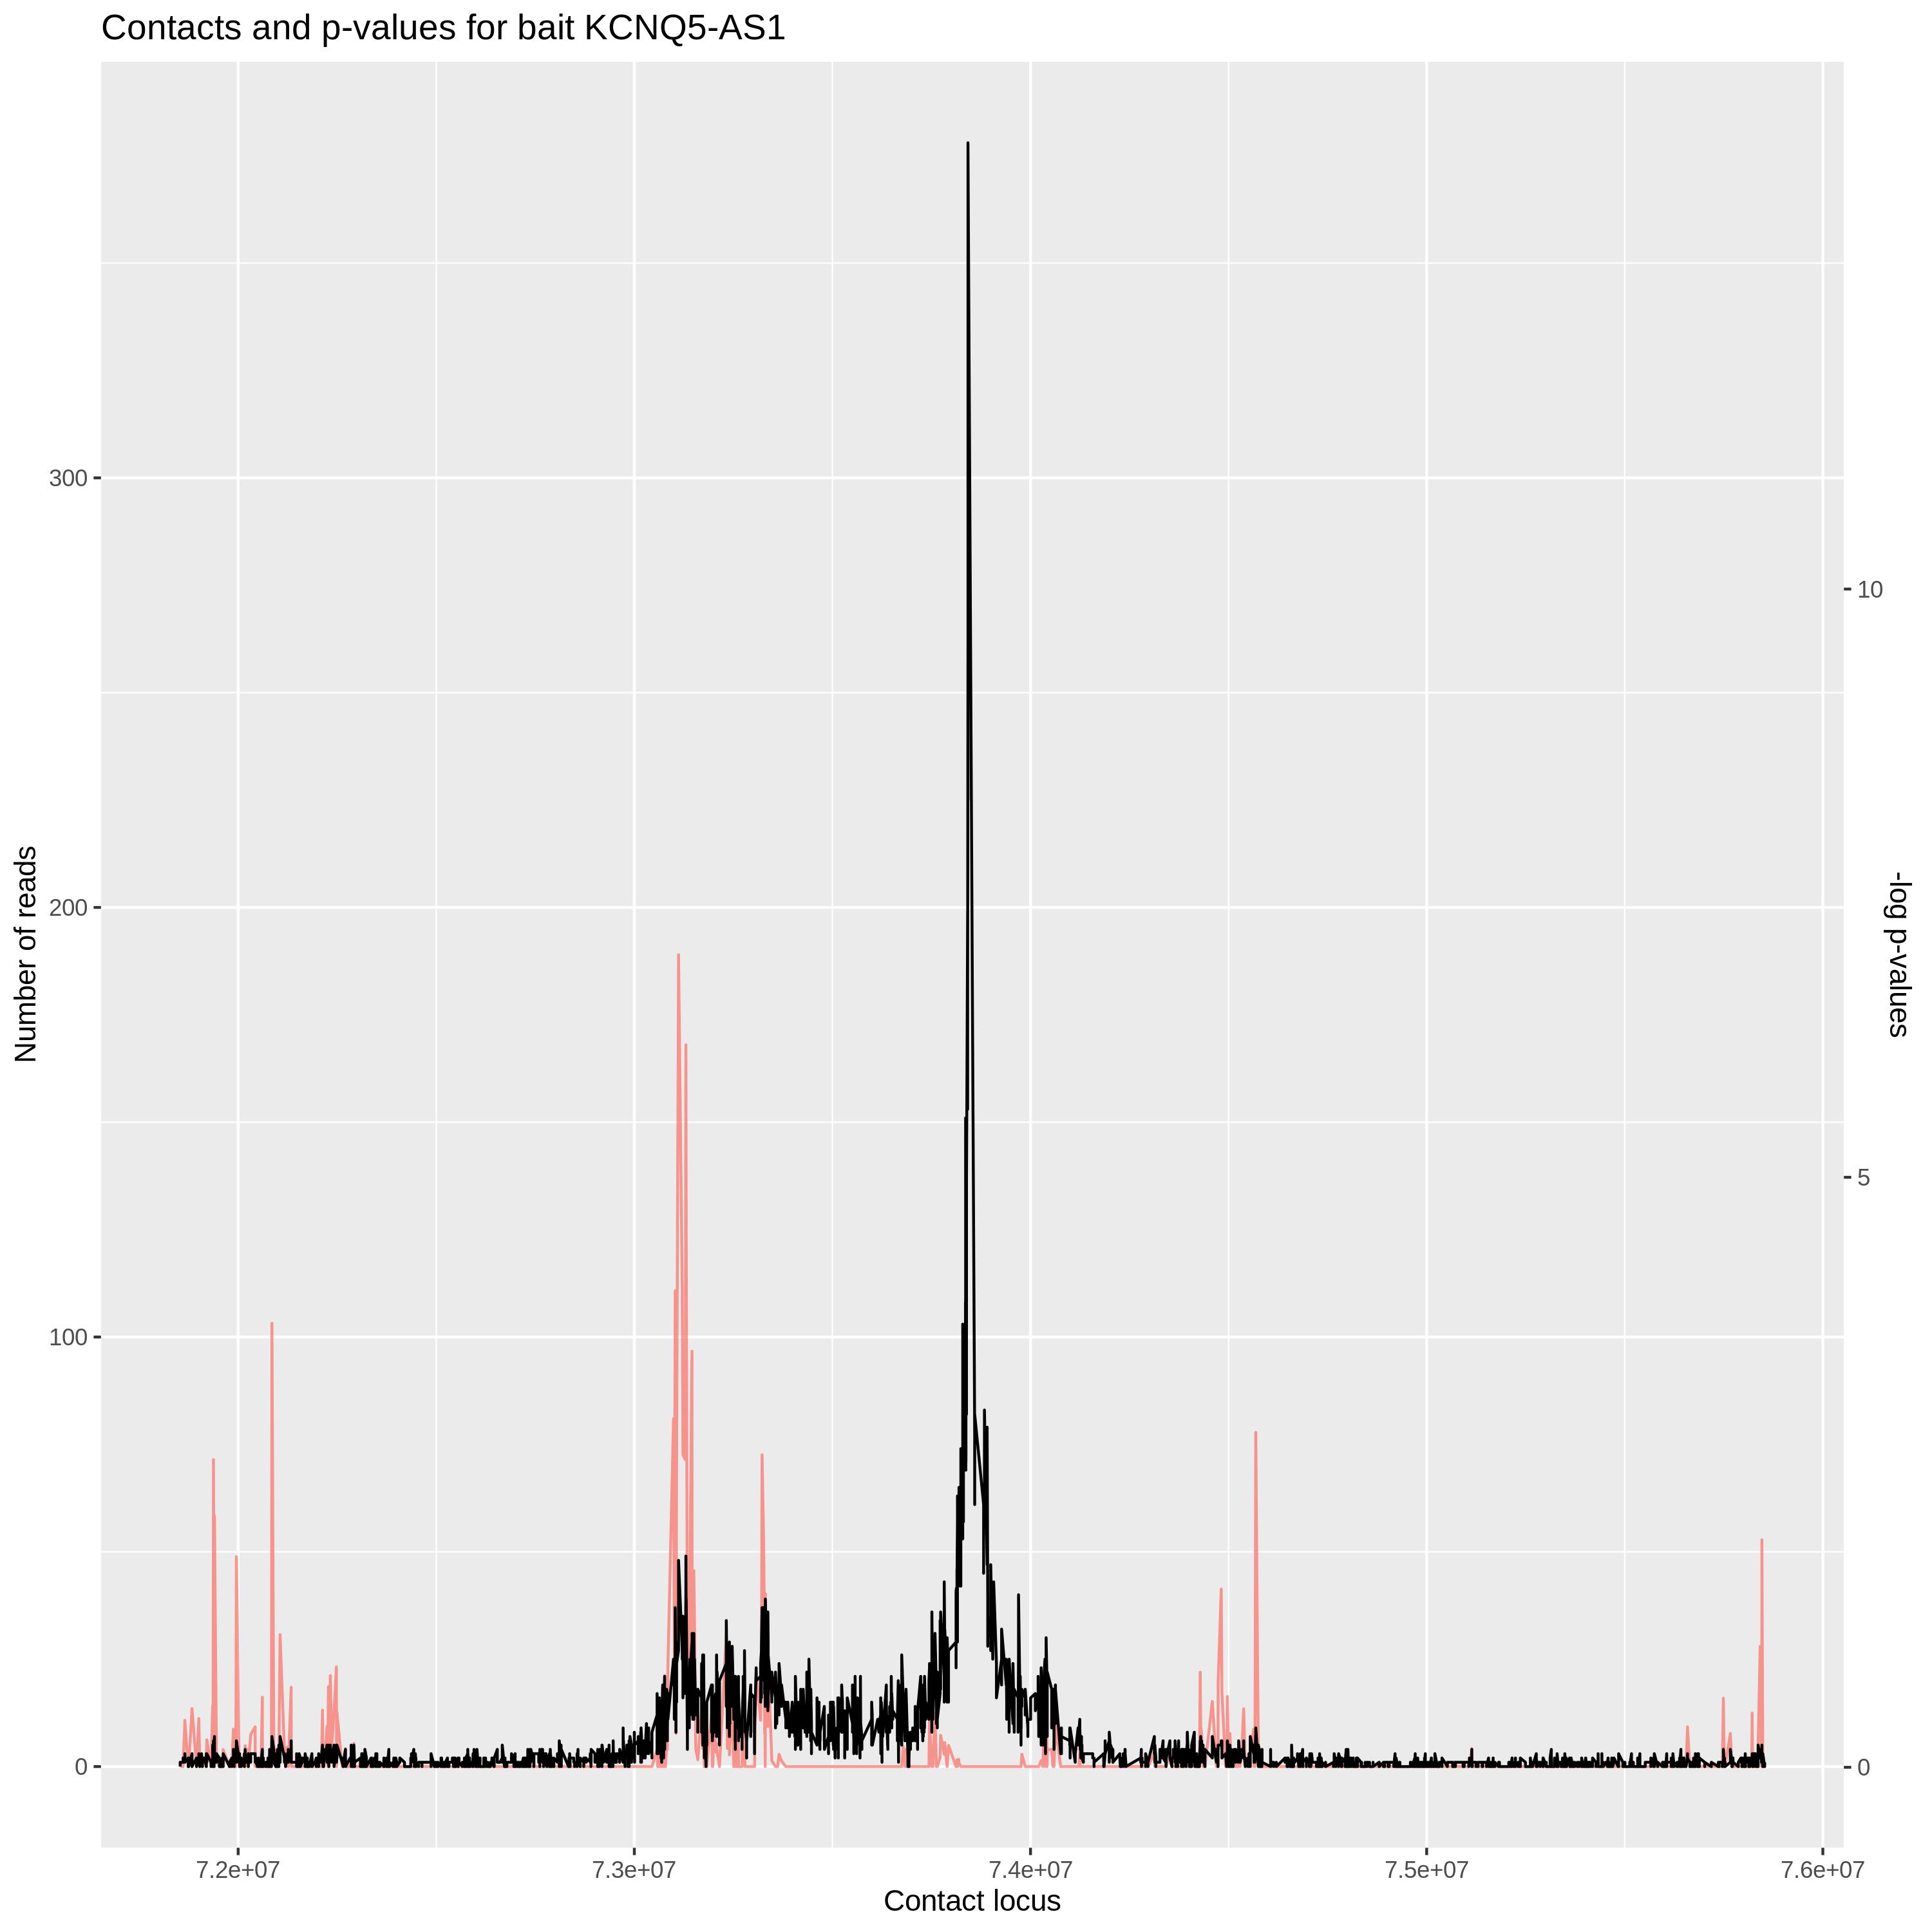 Contacts and p-values for bait KCNQ5-AS1
Number of reads
300
200
100
0
10
5
0
-log p-values
7.2e+07
7.3e+07
7.4e+07
7.5e+07
7.6e+07
Contact locus